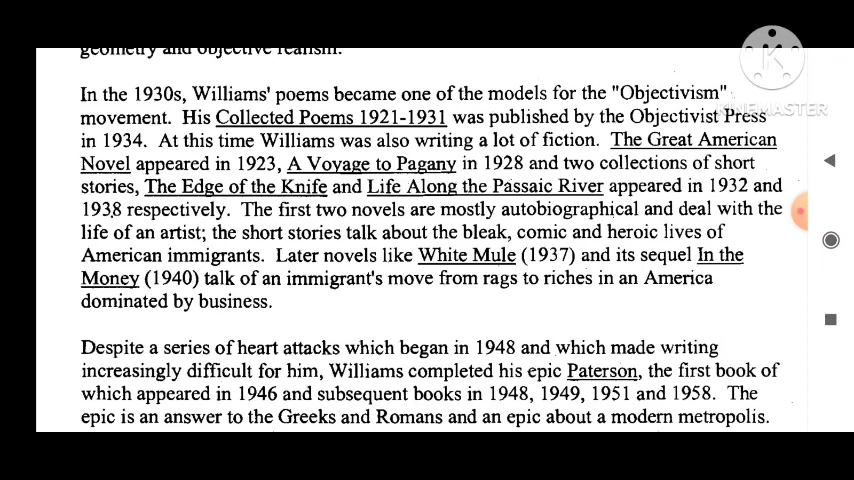 geometry and objective realism.
In the 1930s, Williams' poems became one of the models for the "Objectivism"
movement. His Collected Poems 1921-1931 was published by the Objectivist Press
in 1934. At this time Williams was also writing a lot of fiction. The Great American
Novel appeared in 1923, A Voyage to Pagany in 1928 and two collections of short
stories, The Edge of the Knife and Life Along the Passaic River appeared in 1932 and
1938 respectively. The first two novels are mostly autobiographical and deal with the
life of an artist; the short stories talk about the bleak, comic and heroic lives of
American immigrants. Later novels like White Mule (1937) and its sequel In the
Money (1940) talk of an immigrant's move from rags to riches in an America
dominated by business.
Despite a series of heart attacks which began in 1948 and which made writing
increasingly difficult for him, Williams completed his epic Paterson, the first book of
which appeared in 1946 and subsequent books in 1948, 1949, 1951 and 1958. The
epic is an answer to the Greeks and Romans and an epic about a modern metropolis.
KINEMASTER